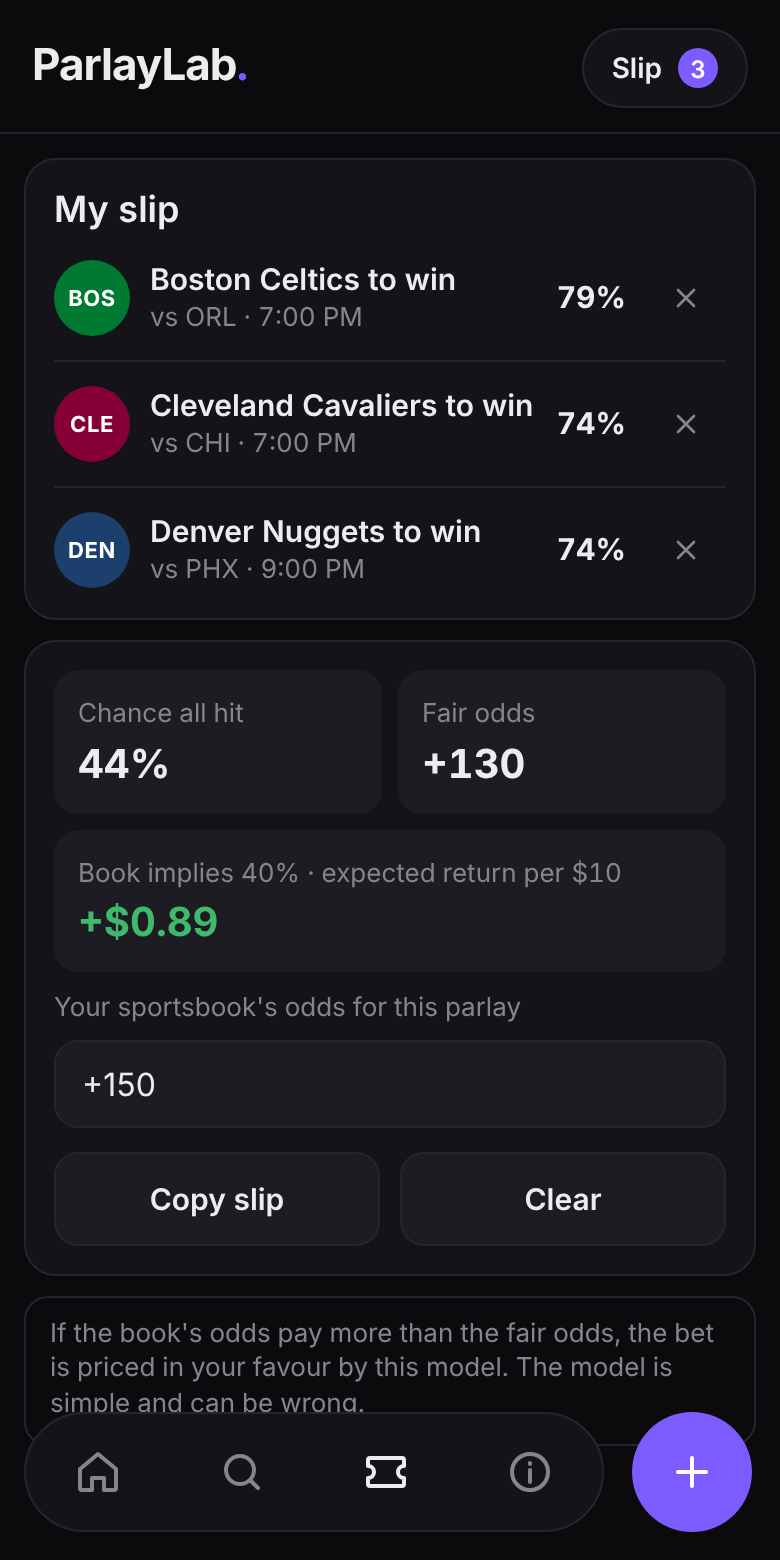 ParlayLab.
Slip 3
My slip
BOS
Boston Celtics to win
vs ORL · 7:00 PM
79%
CLE
Cleveland Cavaliers to win
vs CHI · 7:00 PM
74%
DEN
Denver Nuggets to win
vs PHX · 9:00 PM
74%
Chance all hit
44%
Fair odds
+130
Book implies 40% · expected return per $10
+$0.89
Your sportsbook's odds for this parlay
+150
Copy slip
Clear
If the book's odds pay more than the fair odds, the bet
is priced in your favour by this model. The model is
simple and can be wrong.